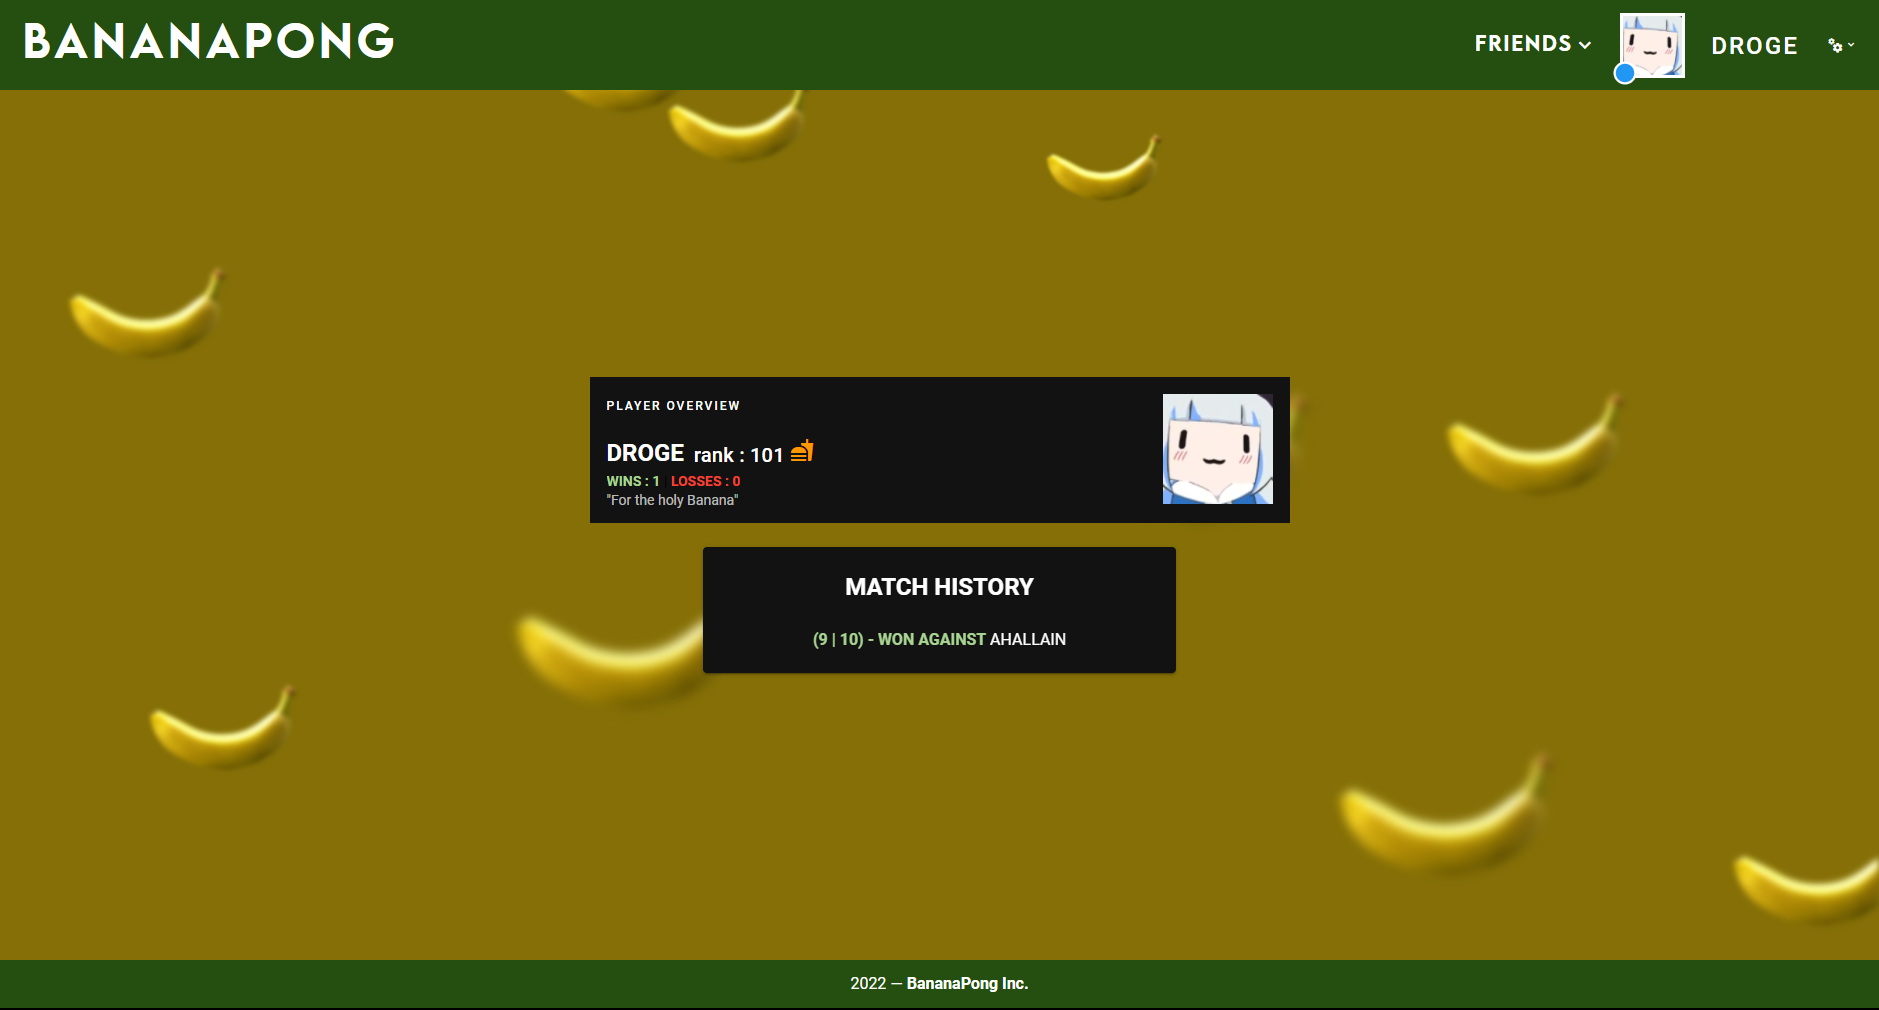 BANANAPONG
FRIENDS
DROGE
PLAYER OVERVIEW
DROGE rank : 101
WINS : 1 | LOSSES : 0
"For the holy Banana"
MATCH HISTORY
(9 | 10) - WON AGAINST AHALLAIN
2022 — BananaPong Inc.